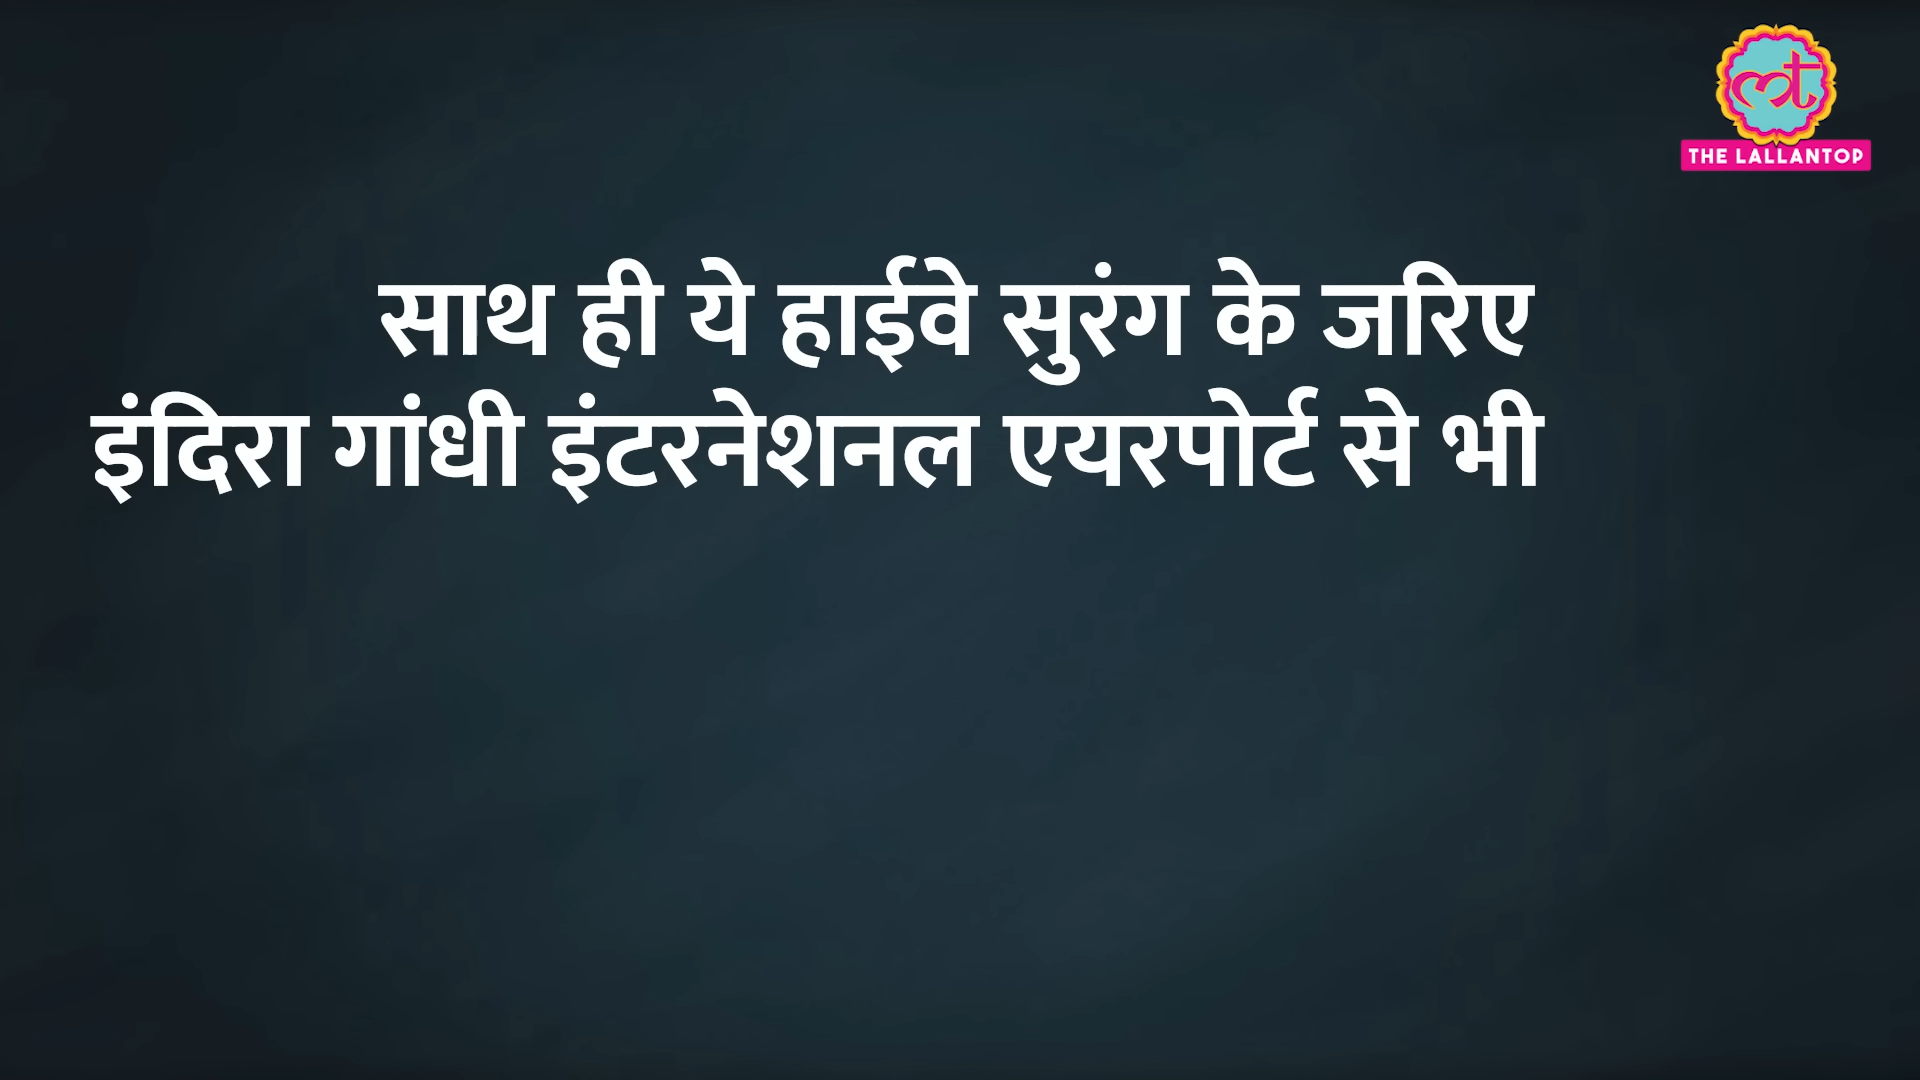 THE LALLANTOP
साथ ही ये हाईवे सुरंग के जरिए
इंदिरा गांधी इंटरनेशनल एयरपोर्ट से भी